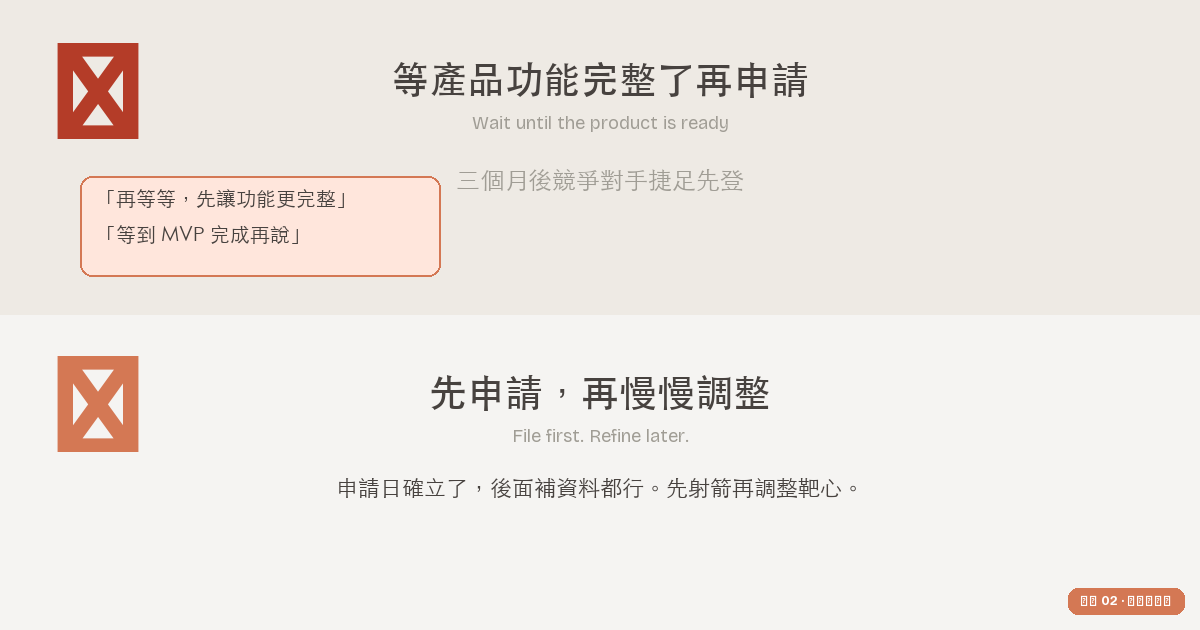 等產品功能完整了再申請
Wait until the product is ready
三個月後競爭對手捷足先登
「再等等，先讓功能更完整」
「等到 MVP 完成再說」
先申請，再慢慢調整
File first. Refine later.
申請日確立了，後面補資料都行。先射箭再調整靶心。
02 ·